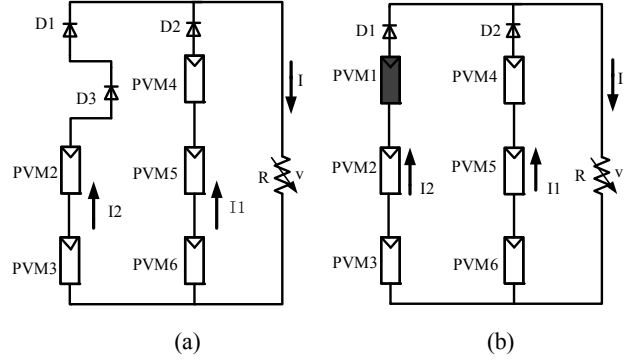 D1
D2
PVM4
D3
I
PVM2
PVM5
R
v
I2
I1
PVM3
PVM6
(a)
D1
D2
PVM1
PVM4
I
PVM2
PVM5
R
v
I2
I1
PVM3
PVM6
(b)